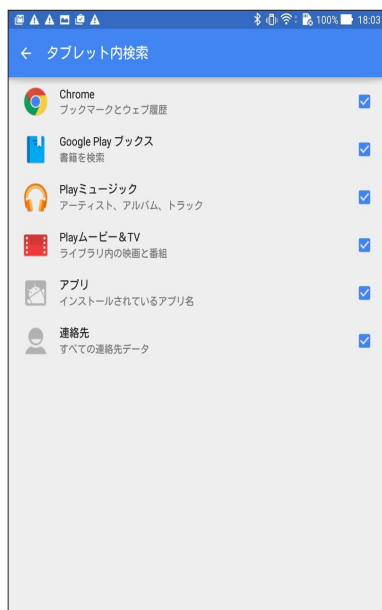 100% 18:03
タブレット内検索
Chrome
ブックマークとウェブ履歴
Google Play ブックス
書籍を検索
Playミュージック
アーティスト、アルバム、トラック
Playムービー＆TV
ライブラリ内の映画と番組
アプリ
インストールされているアプリ名
連絡先
すべての連絡先データ